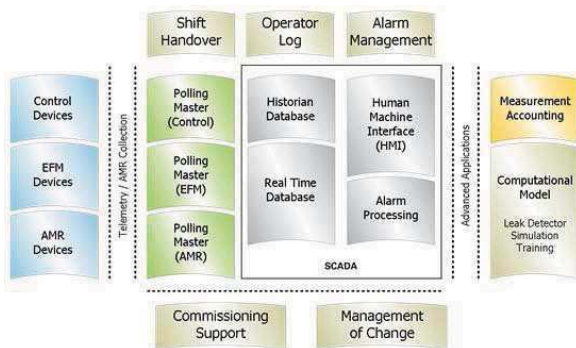 Shift
Handover
Operator
Log
Alarm
Management
Control
Devices
EFM
Devices
AMR
Devices
Telemetry / AMR Collection
Polling
Master
(Control)
Polling
Master
(EFM)
Polling
Master
(AMR)
Historian
Database
Real Time
Database
Human
Machine
Interface
(HMI)
Alarm
Processing
SCADA
Advanced Applications
Measurement
Accounting
Computational
Model
Leak Detector
Simulation
Training
Commissioning
Support
Management
of Change